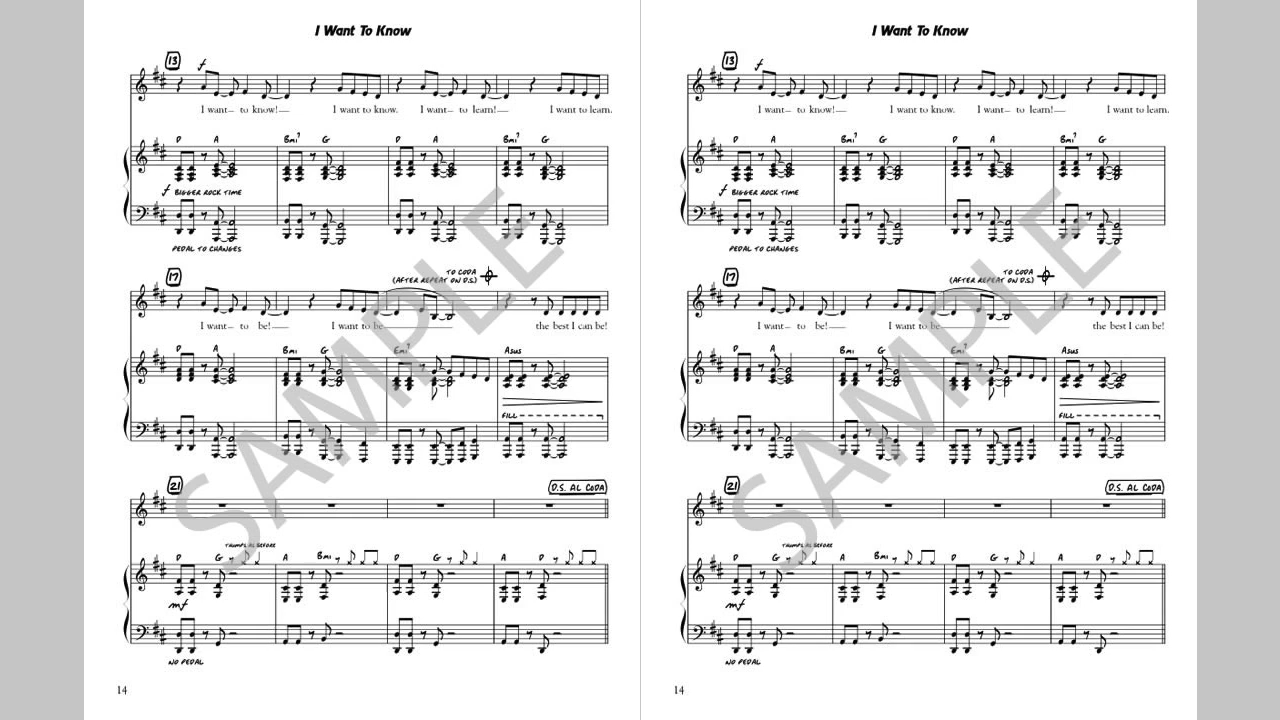 I Want To Know
13
f
I want to know! I want to know. I want to learn! I want to learn.
D A Bmi7 G D A Bmi7 G
f BIGGER ROCK TIME
PEDAL TO CHANGES
17
TO CODA
(AFTER REPEAT ON D.S.)
I want to be! I want to be the best I can be!
D A Bmi G Emi7 Asus
FILL
21
D.S. AL CODA
THUMPS AS BEFORE
D G A Bmi D G A D
mf
NO PEDAL
14
SAMPLE
I Want To Know
13
f
I want to know! I want to know. I want to learn! I want to learn.
D A Bmi7 G D A Bmi7 G
f BIGGER ROCK TIME
PEDAL TO CHANGES
17
TO CODA
(AFTER REPEAT ON D.S.)
I want to be! I want to be the best I can be!
D A Bmi G Emi7 Asus
FILL
21
D.S. AL CODA
THUMPS AS BEFORE
D G A Bmi D G A D
mf
NO PEDAL
14
SAMPLE